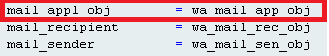 mail_appl_obj = wa_mail_app_obj
mail_recipient = wa_mail_rec_obj
mail_sender = wa_mail_sen_obj